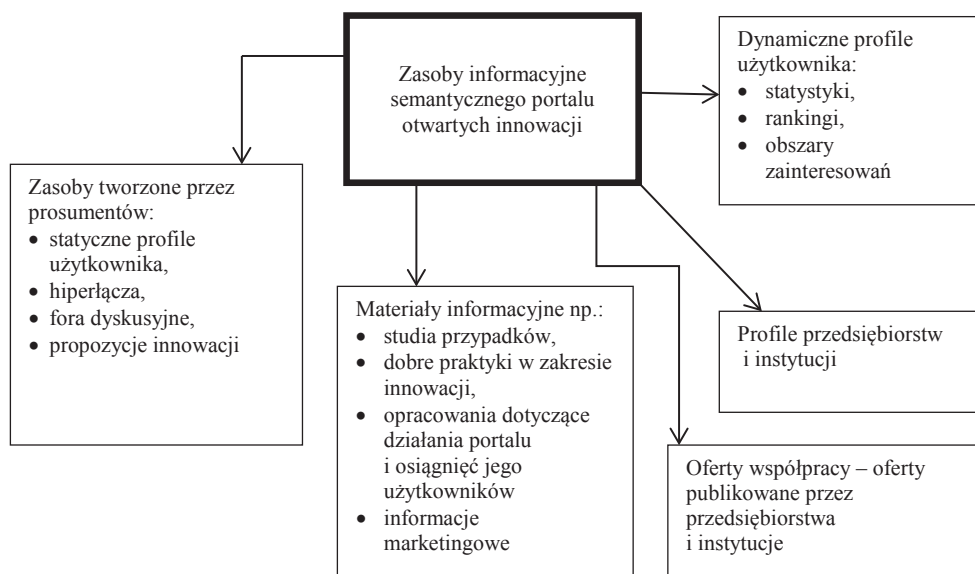 Zasoby informacyjne
semantycznego portalu
otwartych innowacji
Dynamiczne profile
użytkownika:
• statystyki,
• rankingi,
• obszary
zainteresowań
Zasoby tworzone przez
prosumentów:
• statyczne profile
użytkownika,
• hiperłącza,
• fora dyskusyjne,
• propozycje innowacji
Materiały informacyjne np.:
• studia przypadków,
• dobre praktyki w zakresie
innowacji,
• opracowania dotyczące
działania portalu
i osiągnięć jego
użytkowników
• informacje
marketingowe
Profile przedsiębiorstw
i instytucji
Oferty współpracy – oferty
publikowane przez
przedsiębiorstwa
i instytucje